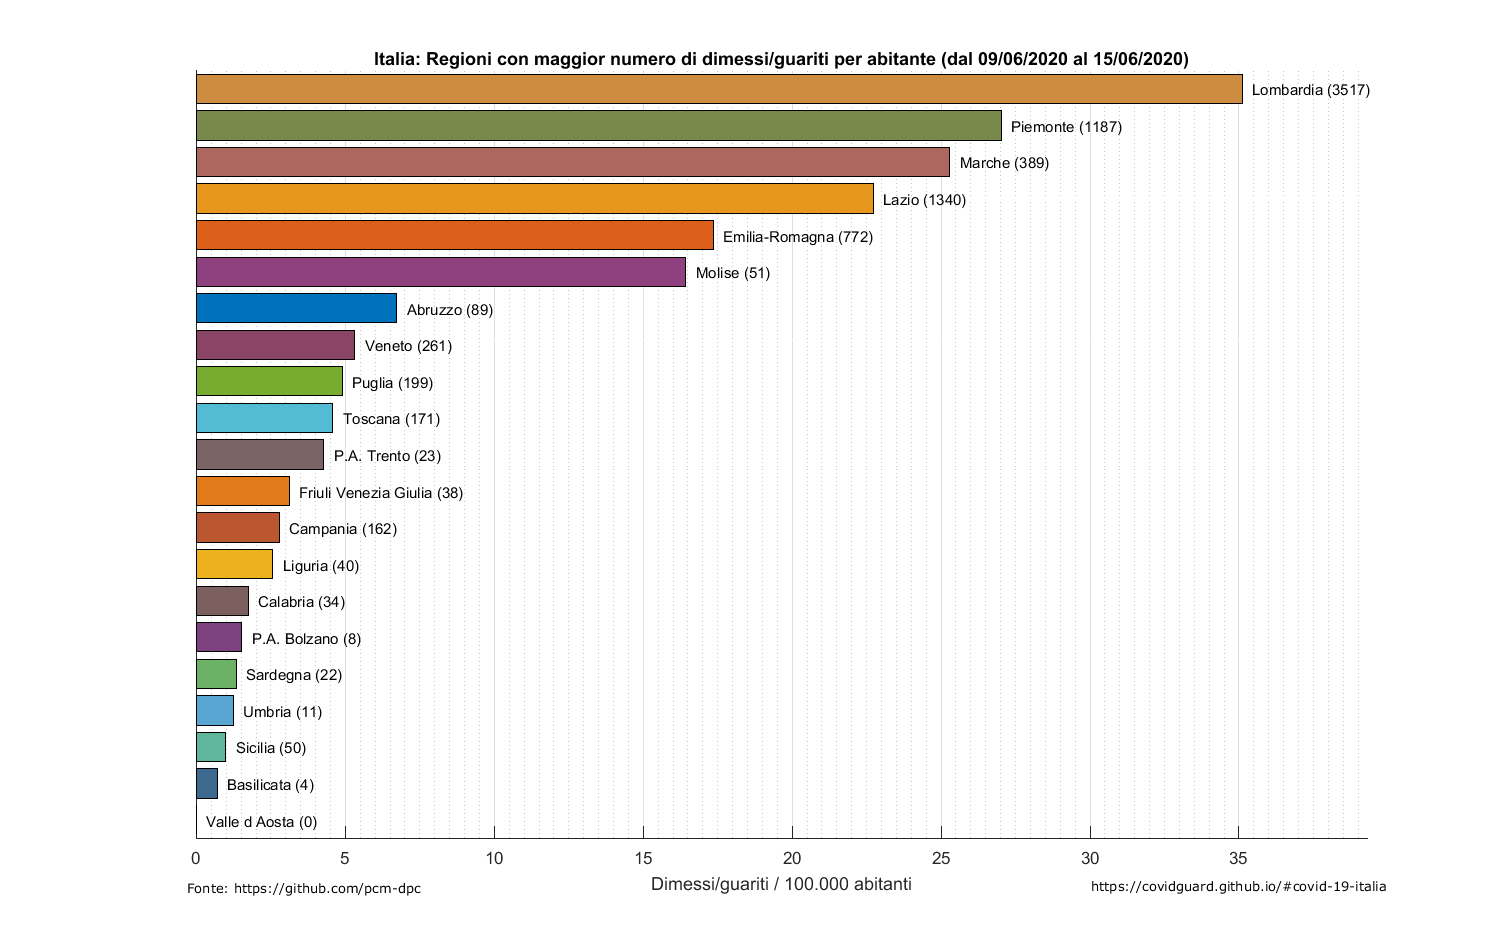 Italia: Regioni con maggior numero di dimessi/guariti per abitante (dal 09/06/2020 al 15/06/2020)
Lombardia (3517)
Piemonte (1187)
Marche (389)
Lazio (1340)
Emilia-Romagna (772)
Molise (51)
Abruzzo (89)
Veneto (261)
Puglia (199)
Toscana (171)
P.A. Trento (23)
Friuli Venezia Giulia (38)
Campania (162)
Liguria (40)
Calabria (34)
P.A. Bolzano (8)
Sardegna (22)
Umbria (11)
Sicilia (50)
Basilicata (4)
Valle d Aosta (0)
0 5 10 15 20 25 30 35
Dimessi/guariti / 100.000 abitanti
Fonte: https://github.com/pcm-dpc
https://covidguard.github.io/#covid-19-italia